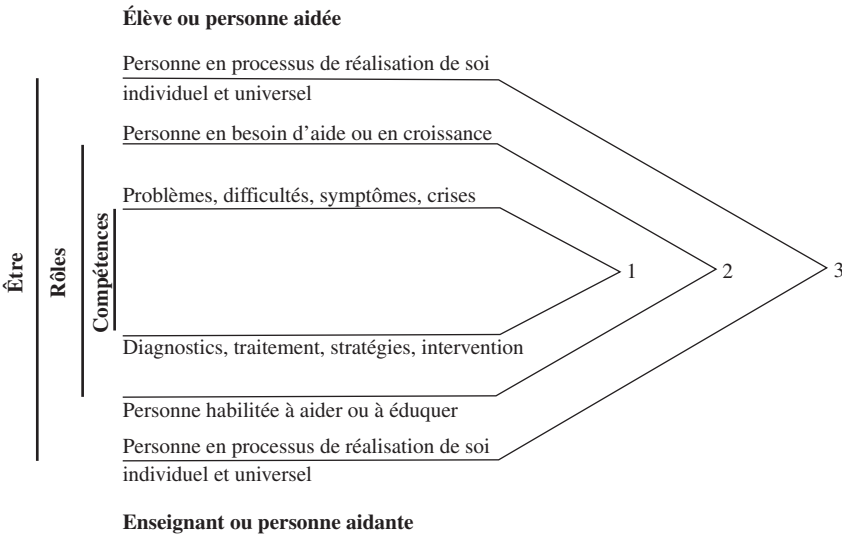 Élève ou personne aidée
Personne en processus de réalisation de soi
individuel et universel
Personne en besoin d'aide ou en croissance
Problèmes, difficultés, symptômes, crises
Être
Rôles
Compétences
1
2
3
Diagnostics, traitement, stratégies, intervention
Personne habilitée à aider ou à éduquer
Personne en processus de réalisation de soi
individuel et universel
Enseignant ou personne aidante